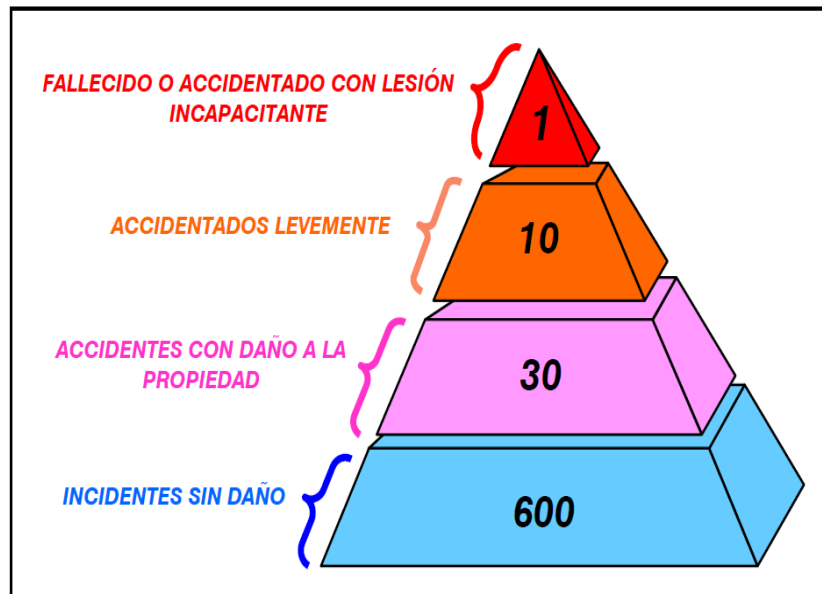 FALLECIDO O ACCIDENTADO CON LESIÓN
INCAPACITANTE
1
ACCIDENTADOS LEVEMENTE
10
ACCIDENTES CON DAÑO A LA
PROPIEDAD
30
INCIDENTES SIN DAÑO
600